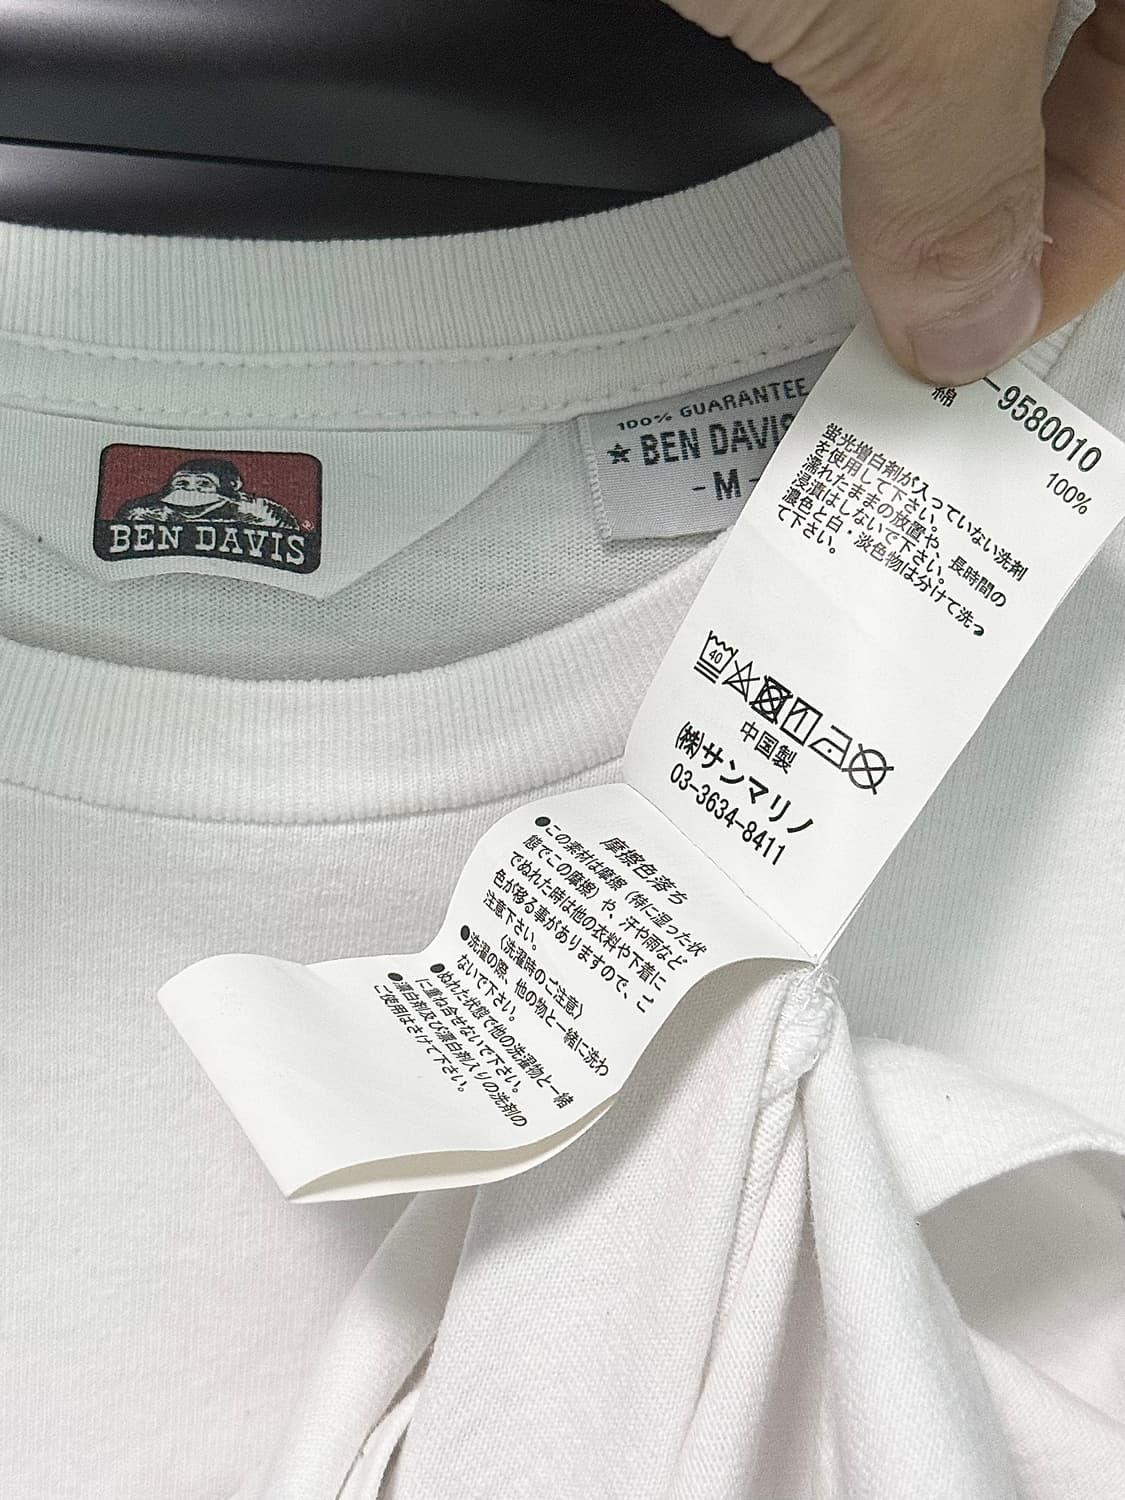 BEN DAVIS
®
100% GUARANTEE
★ BEN DAVIS
- M -
-9580010
綿 100%
蛍光増白剤が入っていない洗剤
を使用して下さい。
濡れたままの放置や、長時間の
浸漬はしないで下さい。
濃色と白・淡色物は分けて洗っ
て下さい。
40
中国製
㈱サンマリノ
03-3634-8411
摩擦色落ち
●この素材は摩擦（特に湿った状
態でこの摩擦）や、汗や雨など
でぬれた時は他の衣料や下着に
色が移る事がありますので、ご
注意下さい。
〈洗濯時のご注意〉
●洗濯の際、他の物と一緒に洗わ
ないで下さい。
●ぬれた状態で他の洗濯物と一緒
に重ね合せないで下さい。
●漂白剤及び漂白剤入りの洗剤の
ご使用はさけて下さい。